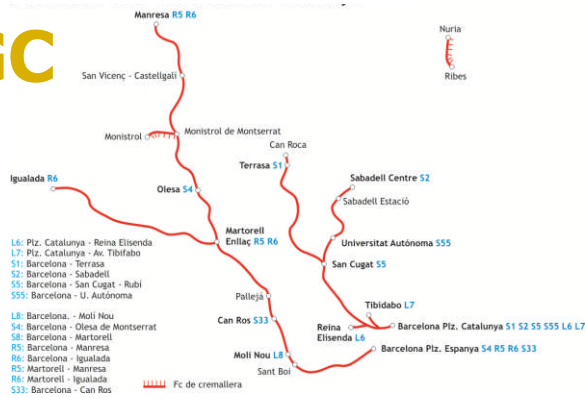 GC
Manresa R5 R6
Nuria
Ribes
San Vicenç - Castellgalí
Monistrol
Monistrol de Montserrat
Can Roca
Terrasa S1
Igualada R6
Olesa S4
Sabadell Centre S2
Sabadell Estació
Martorell
Enllaç R5 R6
Universitat Autónoma S55
San Cugat S5
L6: Plz. Catalunya - Reina Elisenda
L7: Plz. Catalunya - Av. Tibifabo
S1: Barcelona - Terrasa
S2: Barcelona - Sabadell
S5: Barcelona - San Cugat - Rubí
S55: Barcelona - U. Autónoma
Pallejá
Tibidabo L7
Can Ros S33
Reina
Elisenda L6
Barcelona Plz. Catalunya S1 S2 S5 S55 L6 L7
L8: Barcelona. - Molí Nou
S4: Barcelona - Olesa de Montserrat
S8: Barcelona - Martorell
R5: Barcelona - Manresa
R6: Barcelona - Igualada
R5: Martorell - Manresa
R6: Martorell - Igualada
S33: Barcelona - Can Ros
Moli Nou L8
Sant Boi
Barcelona Plz. Espanya S4 R5 R6 S33
Fc de cremallera